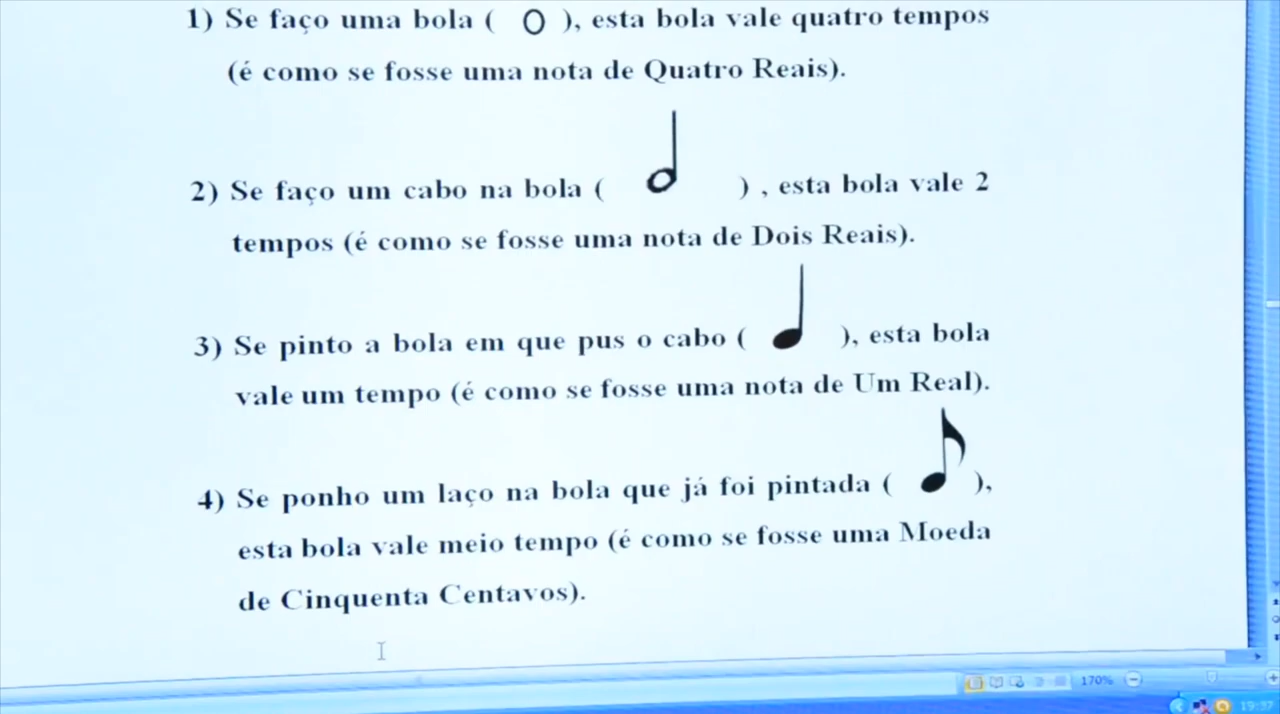 1) Se faço uma bola ( O ), esta bola vale quatro tempos
(é como se fosse uma nota de Quatro Reais).
2) Se faço um cabo na bola ( ) , esta bola vale 2
tempos (é como se fosse uma nota de Dois Reais).
3) Se pinto a bola em que pus o cabo ( ), esta bola
vale um tempo (é como se fosse uma nota de Um Real).
4) Se ponho um laço na bola que já foi pintada ( ),
esta bola vale meio tempo (é como se fosse uma Moeda
de Cinquenta Centavos).
170%
19:37